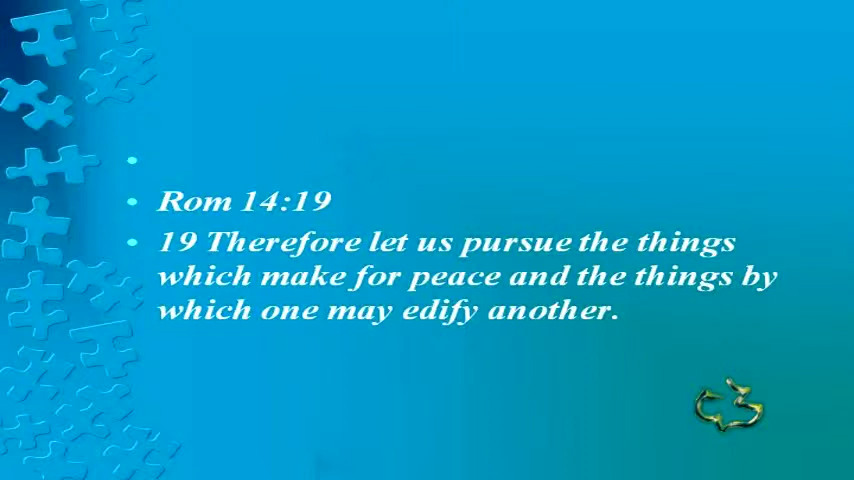 Rom 14:19
19 Therefore let us pursue the things
which make for peace and the things by
which one may edify another.